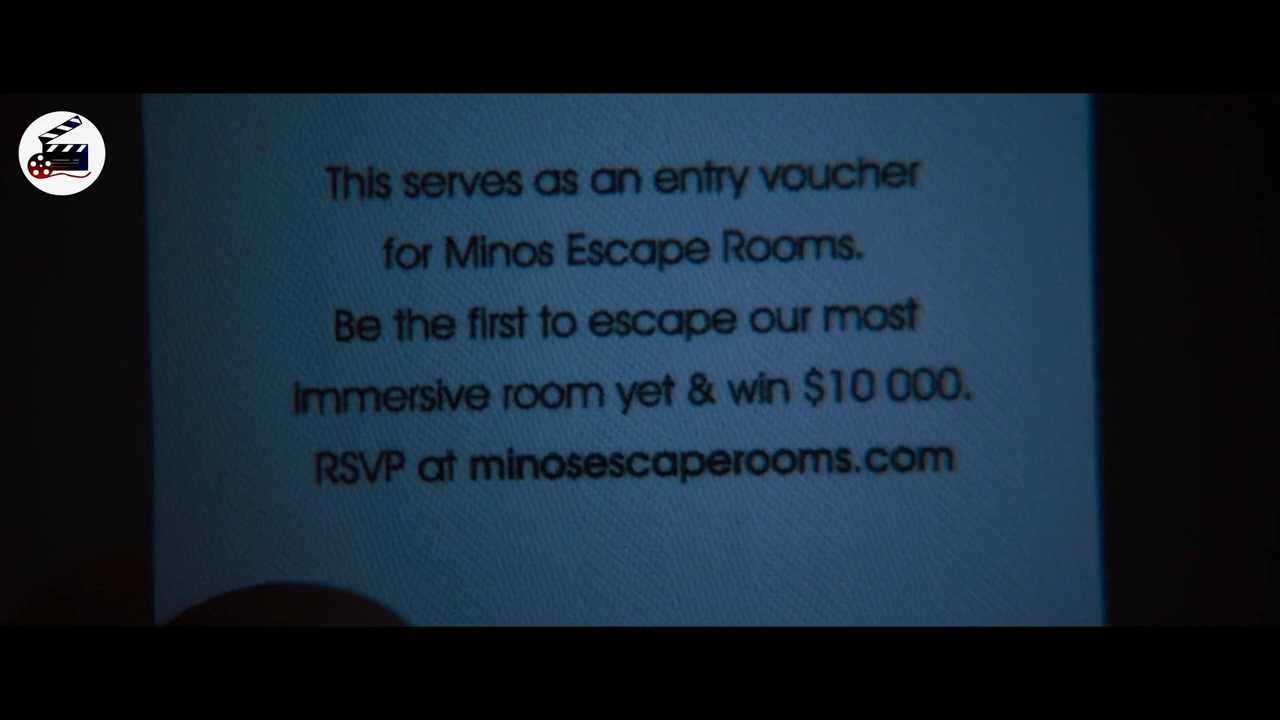 This serves as an entry voucher
for Minos Escape Rooms.
Be the first to escape our most
immersive room yet & win $10 000.
RSVP at minosescaperooms.com